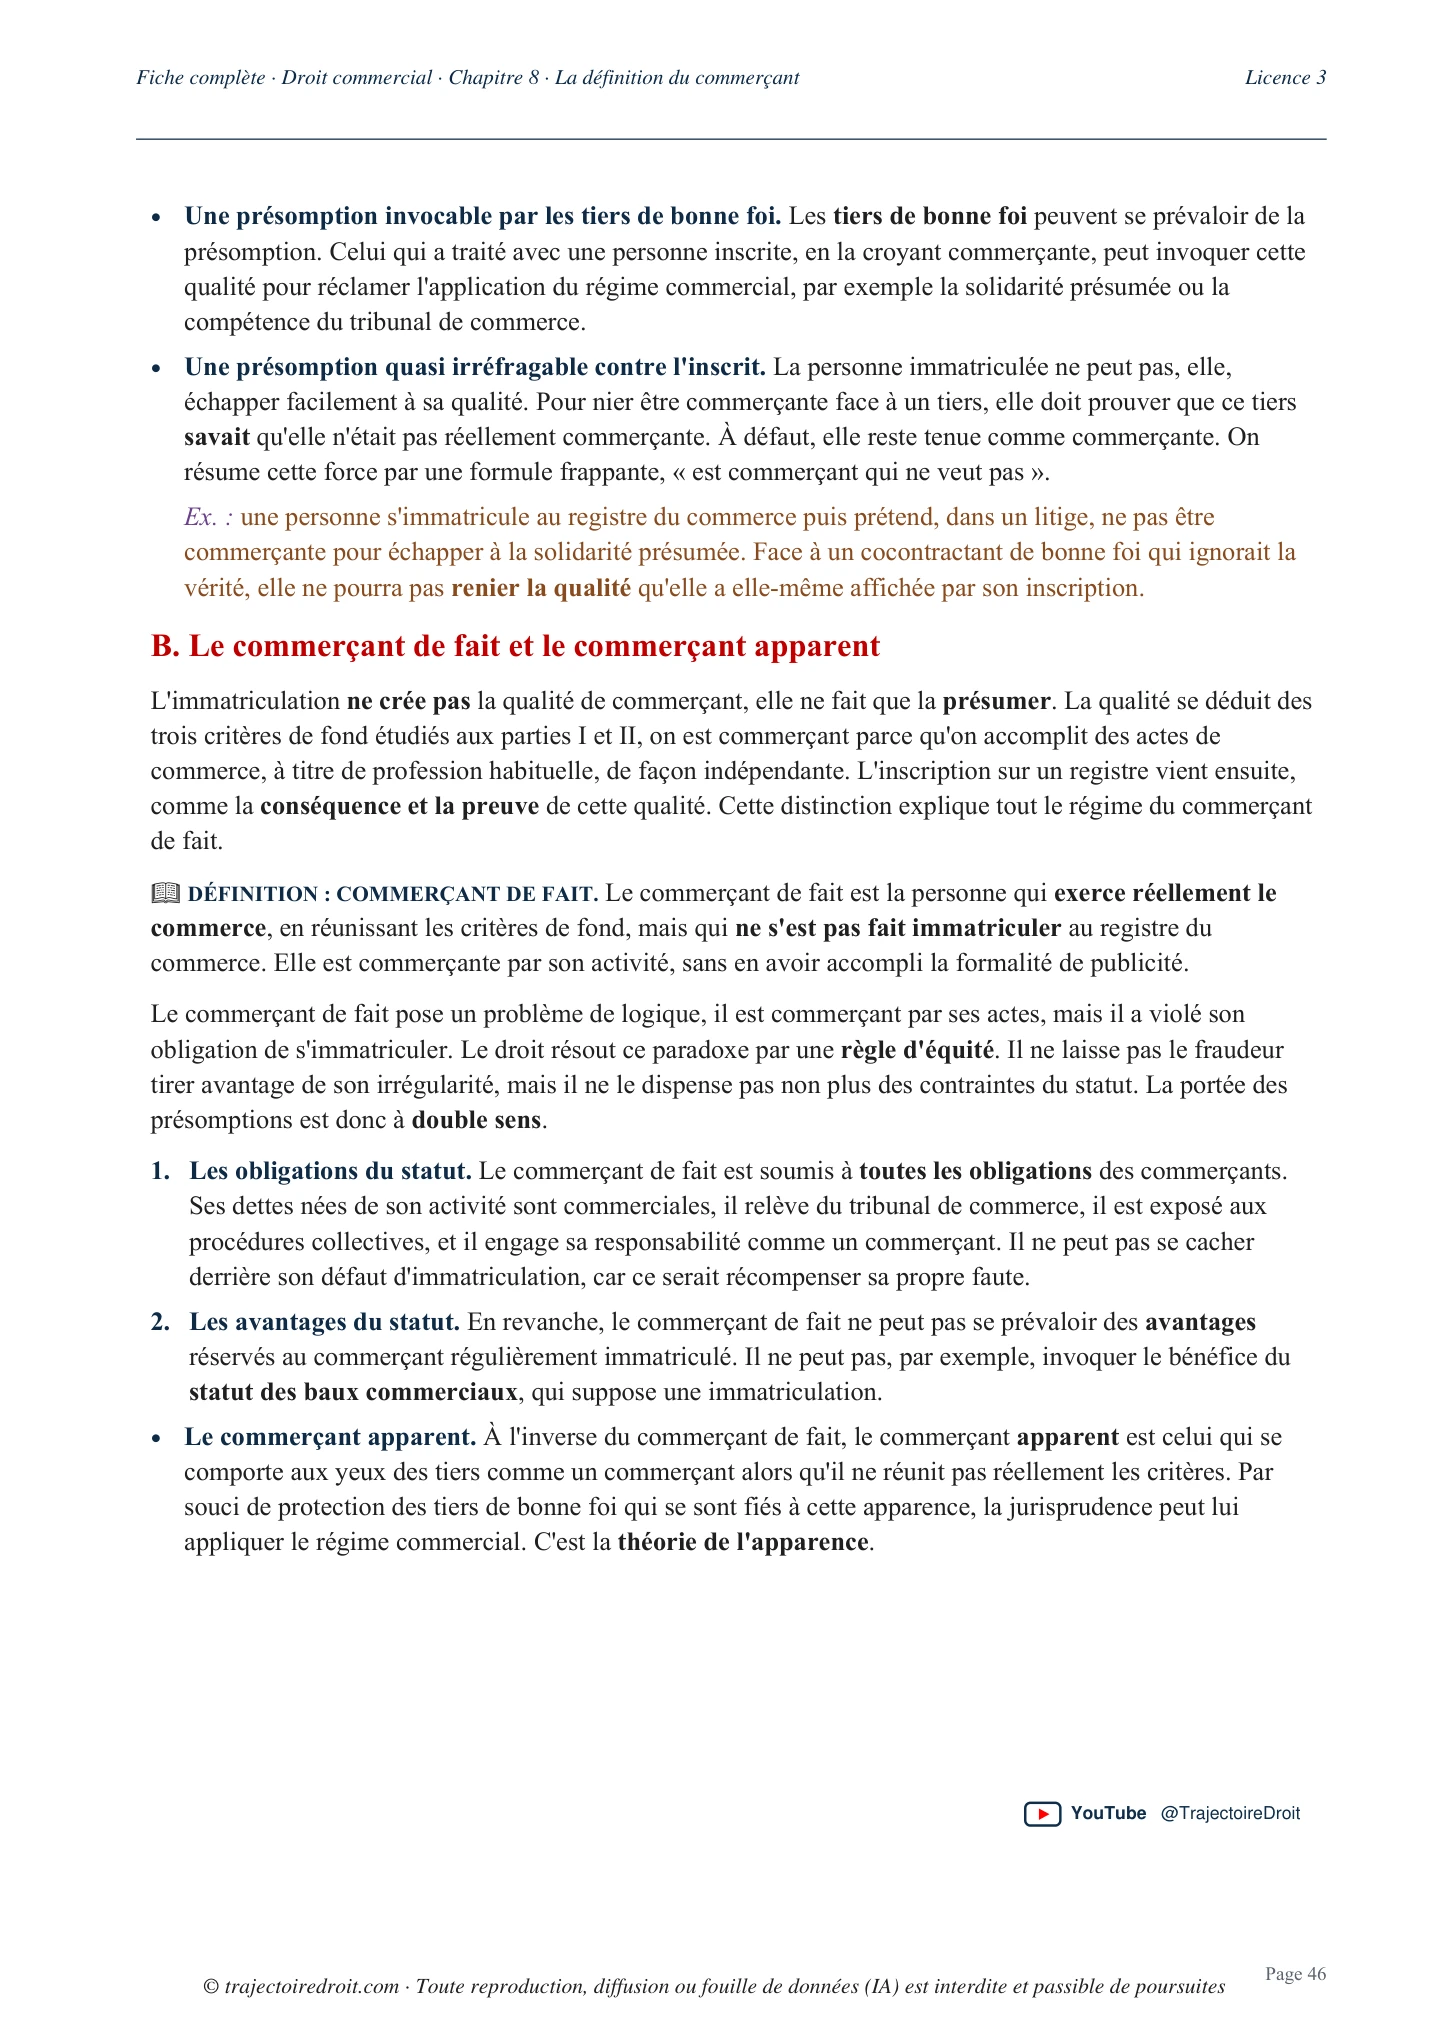 Fiche complète · Droit commercial · Chapitre 8 · La définition du commerçant
Licence 3
• Une présomption invocable par les tiers de bonne foi. Les tiers de bonne foi peuvent se prévaloir de la
présomption. Celui qui a traité avec une personne inscrite, en la croyant commerçante, peut invoquer cette
qualité pour réclamer l'application du régime commercial, par exemple la solidarité présumée ou la
compétence du tribunal de commerce.
• Une présomption quasi irréfragable contre l'inscrit. La personne immatriculée ne peut pas, elle,
échapper facilement à sa qualité. Pour nier être commerçante face à un tiers, elle doit prouver que ce tiers
savait qu'elle n'était pas réellement commerçante. À défaut, elle reste tenue comme commerçante. On
résume cette force par une formule frappante, « est commerçant qui ne veut pas ».
Ex. : une personne s'immatricule au registre du commerce puis prétend, dans un litige, ne pas être
commerçante pour échapper à la solidarité présumée. Face à un cocontractant de bonne foi qui ignorait la
vérité, elle ne pourra pas renier la qualité qu'elle a elle-même affichée par son inscription.
B. Le commerçant de fait et le commerçant apparent
L'immatriculation ne crée pas la qualité de commerçant, elle ne fait que la présumer. La qualité se déduit des
trois critères de fond étudiés aux parties I et II, on est commerçant parce qu'on accomplit des actes de
commerce, à titre de profession habituelle, de façon indépendante. L'inscription sur un registre vient ensuite,
comme la conséquence et la preuve de cette qualité. Cette distinction explique tout le régime du commerçant
de fait.
DÉFINITION : COMMERÇANT DE FAIT. Le commerçant de fait est la personne qui exerce réellement le
commerce, en réunissant les critères de fond, mais qui ne s'est pas fait immatriculer au registre du
commerce. Elle est commerçante par son activité, sans en avoir accompli la formalité de publicité.
Le commerçant de fait pose un problème de logique, il est commerçant par ses actes, mais il a violé son
obligation de s'immatriculer. Le droit résout ce paradoxe par une règle d'équité. Il ne laisse pas le fraudeur
tirer avantage de son irrégularité, mais il ne le dispense pas non plus des contraintes du statut. La portée des
présomptions est donc à double sens.
1. Les obligations du statut. Le commerçant de fait est soumis à toutes les obligations des commerçants.
Ses dettes nées de son activité sont commerciales, il relève du tribunal de commerce, il est exposé aux
procédures collectives, et il engage sa responsabilité comme un commerçant. Il ne peut pas se cacher
derrière son défaut d'immatriculation, car ce serait récompenser sa propre faute.
2. Les avantages du statut. En revanche, le commerçant de fait ne peut pas se prévaloir des avantages
réservés au commerçant régulièrement immatriculé. Il ne peut pas, par exemple, invoquer le bénéfice du
statut des baux commerciaux, qui suppose une immatriculation.
• Le commerçant apparent. À l'inverse du commerçant de fait, le commerçant apparent est celui qui se
comporte aux yeux des tiers comme un commerçant alors qu'il ne réunit pas réellement les critères. Par
souci de protection des tiers de bonne foi qui se sont fiés à cette apparence, la jurisprudence peut lui
appliquer le régime commercial. C'est la théorie de l'apparence.
YouTube @TrajectoireDroit
© trajectoiredroit.com · Toute reproduction, diffusion ou fouille de données (IA) est interdite et passible de poursuites
Page 46